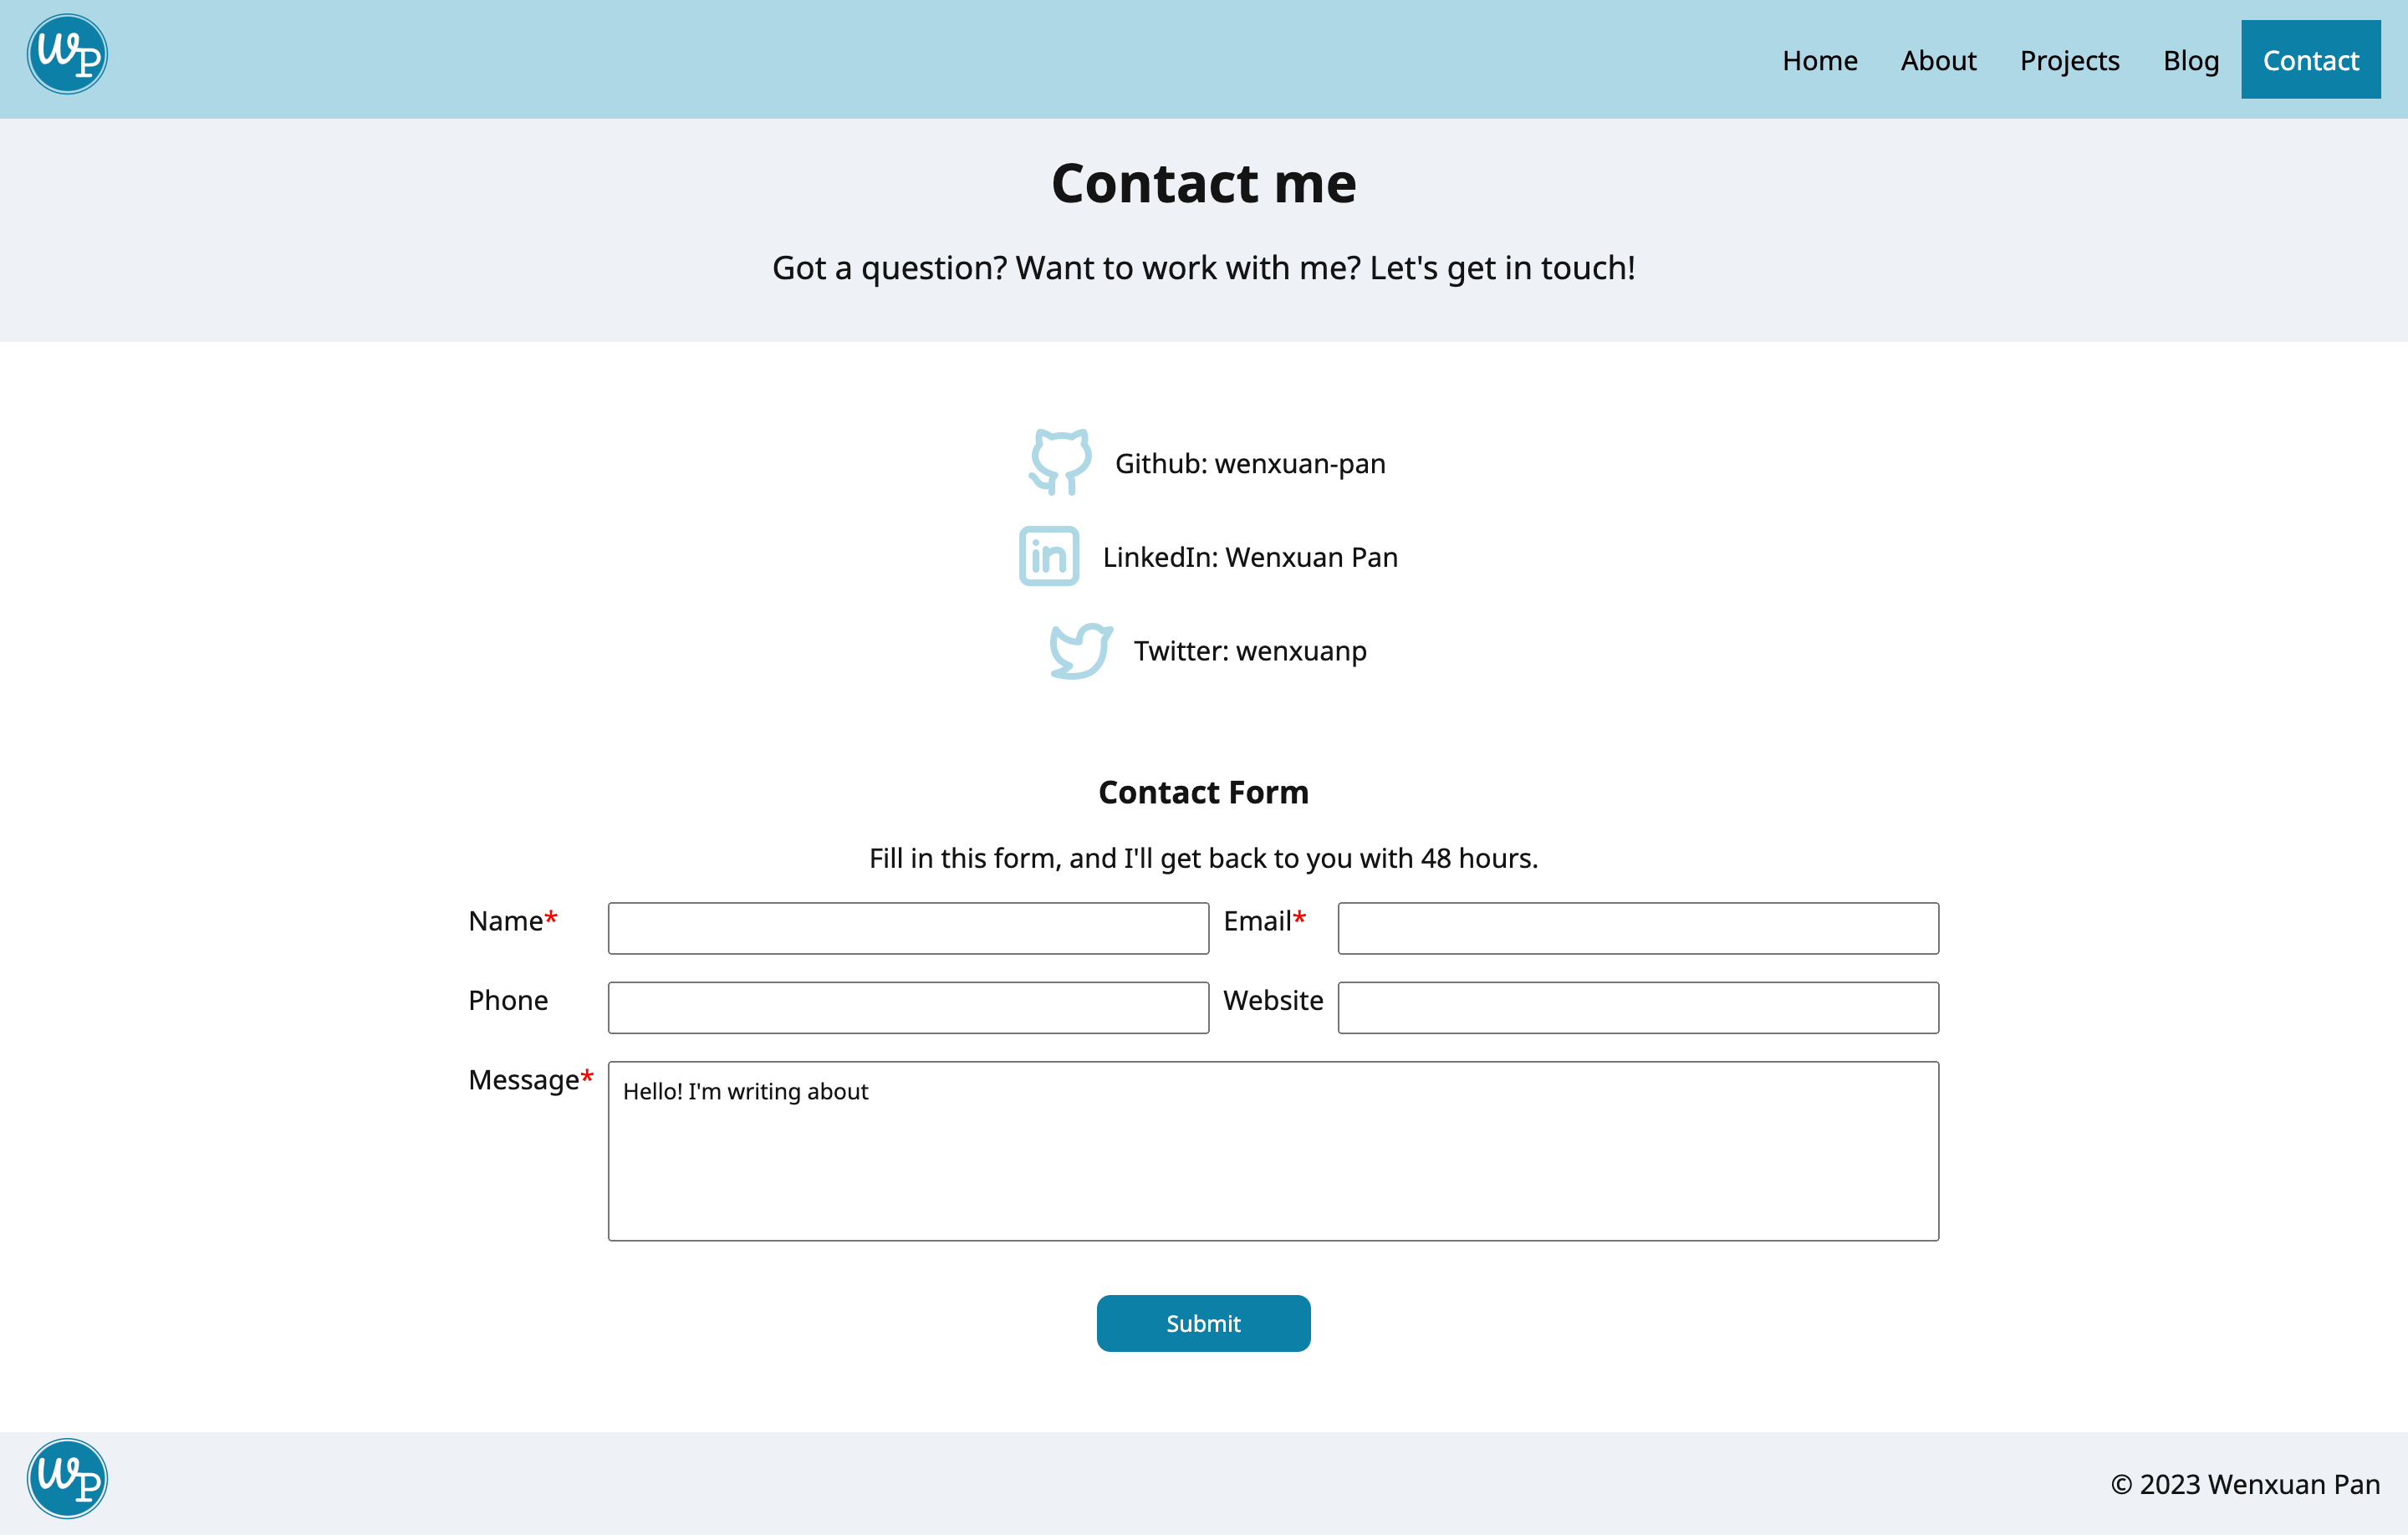 WP
Home About Projects Blog Contact
Contact me
Got a question? Want to work with me? Let's get in touch!
Github: wenxuan-pan
in LinkedIn: Wenxuan Pan
Twitter: wenxuanp
Contact Form
Fill in this form, and I'll get back to you with 48 hours.
Name* Email*
Phone Website
Message* Hello! I'm writing about
Submit
WP © 2023 Wenxuan Pan